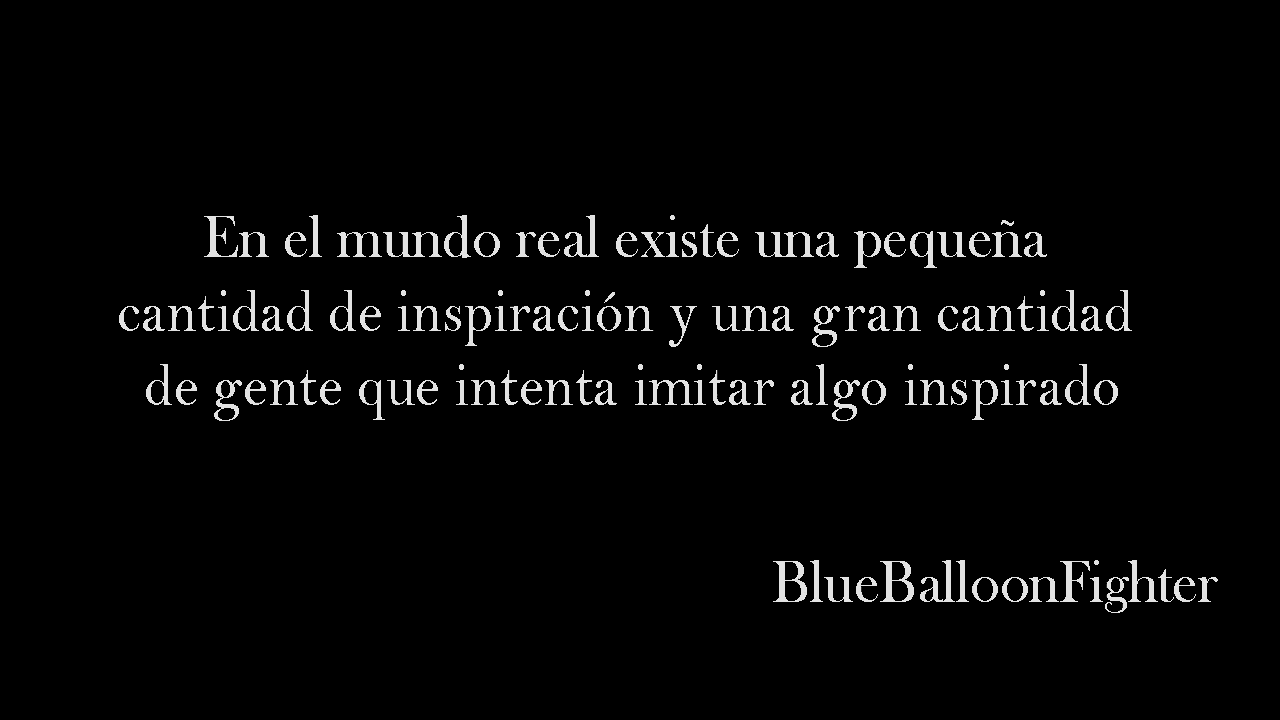 En el mundo real existe una pequeña
cantidad de inspiración y una gran cantidad
de gente que intenta imitar algo inspirado
BlueBalloonFighter